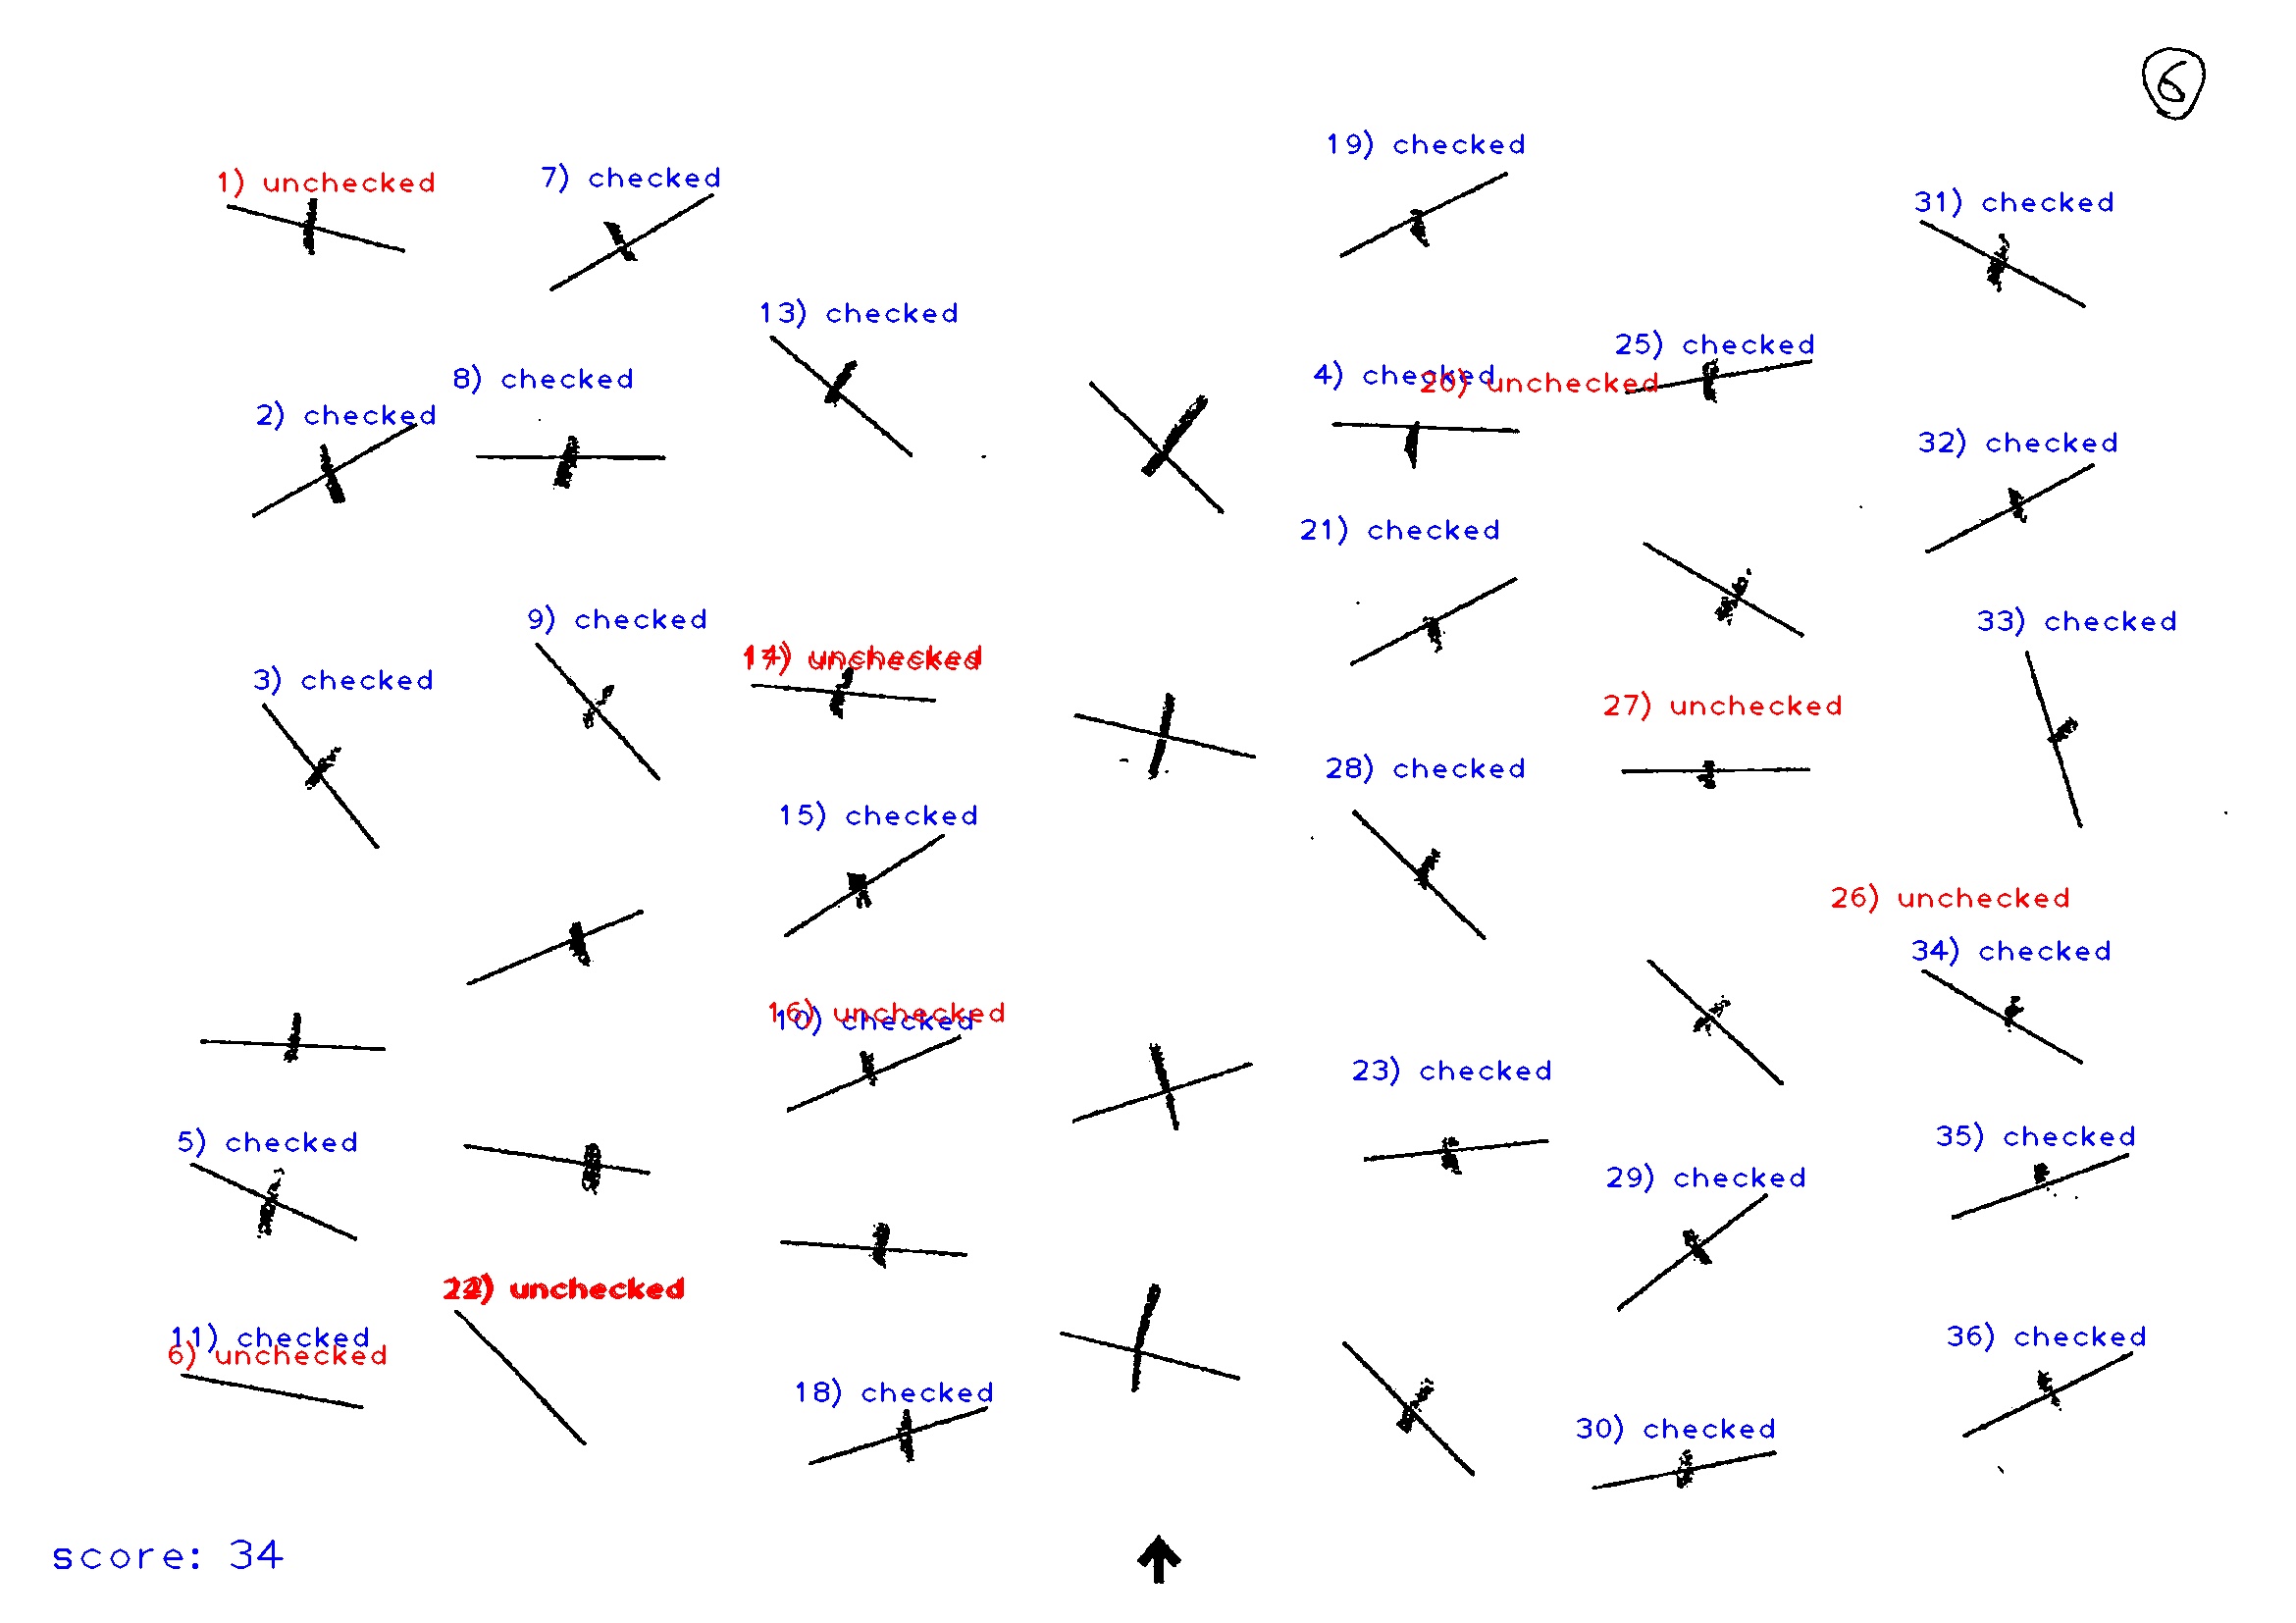 6
19) checked
1) unchecked
7) checked
31) checked
13) checked
25) checked
8) checked
4) checked
20) unchecked
2) checked
32) checked
21) checked
9) checked
33) checked
14) unchecked
17) unchecked
3) checked
27) unchecked
28) checked
15) checked
26) unchecked
34) checked
16) unchecked
10) checked
23) checked
5) checked
35) checked
29) checked
22) unchecked
11) checked
6) unchecked
36) checked
18) checked
30) checked
score: 34